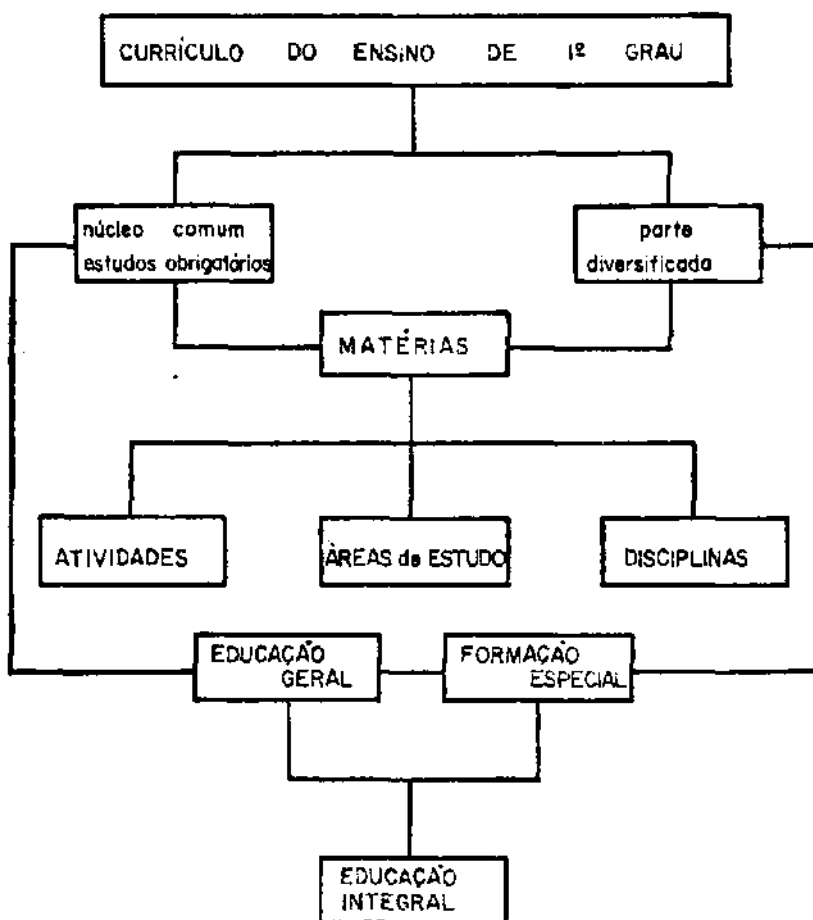 CURRÍCULO DO ENSINO DE 1º GRAU
núcleo comum
estudos obrigatórios
parte
diversificada
MATÉRIAS
ATIVIDADES
ÁREAS de ESTUDO
DISCIPLINAS
EDUCAÇÃO
GERAL
FORMAÇÃO
ESPECIAL
EDUCAÇÃO
INTEGRAL